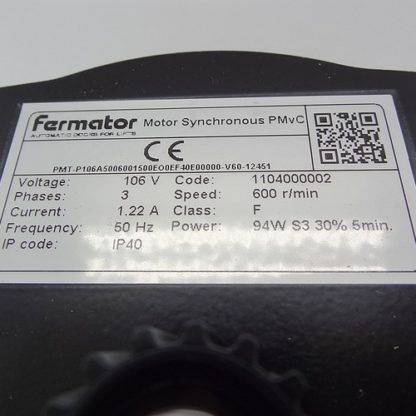 Fermator Motor Synchronous PMvC
AUTOMATIC DOORS FOR LIFTS
CE
PMT-P106A5006001500EO0EF40E00000-V60-12451
Voltage: 106 V Code: 1104000002
Phases: 3 Speed: 600 r/min
Current: 1.22 A Class: F
Frequency: 50 Hz Power: 94W S3 30% 5min.
IP code: IP40